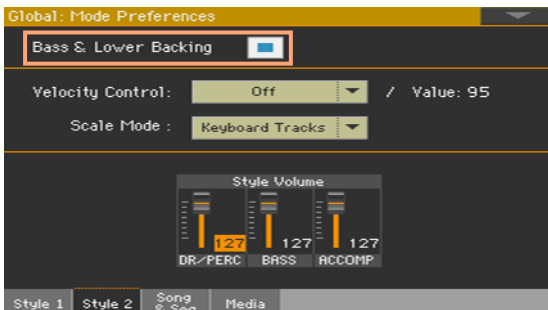 Global: Mode Preferences
Bass & Lower Backing
Velocity Control: Off / Value: 95
Scale Mode : Keyboard Tracks
Style Volume
127 127 127
DR/PERC BASS ACCOMP
Style 1 Style 2 Song & Seq Media